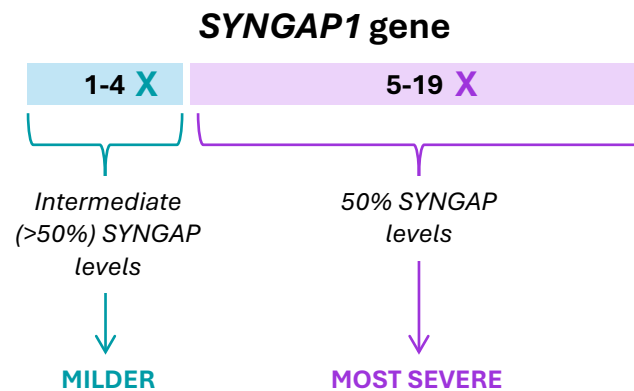 SYNGAP1 gene
1-4 X
5-19 X
Intermediate
(>50%) SYNGAP
levels
50% SYNGAP
levels
MILDER
MOST SEVERE